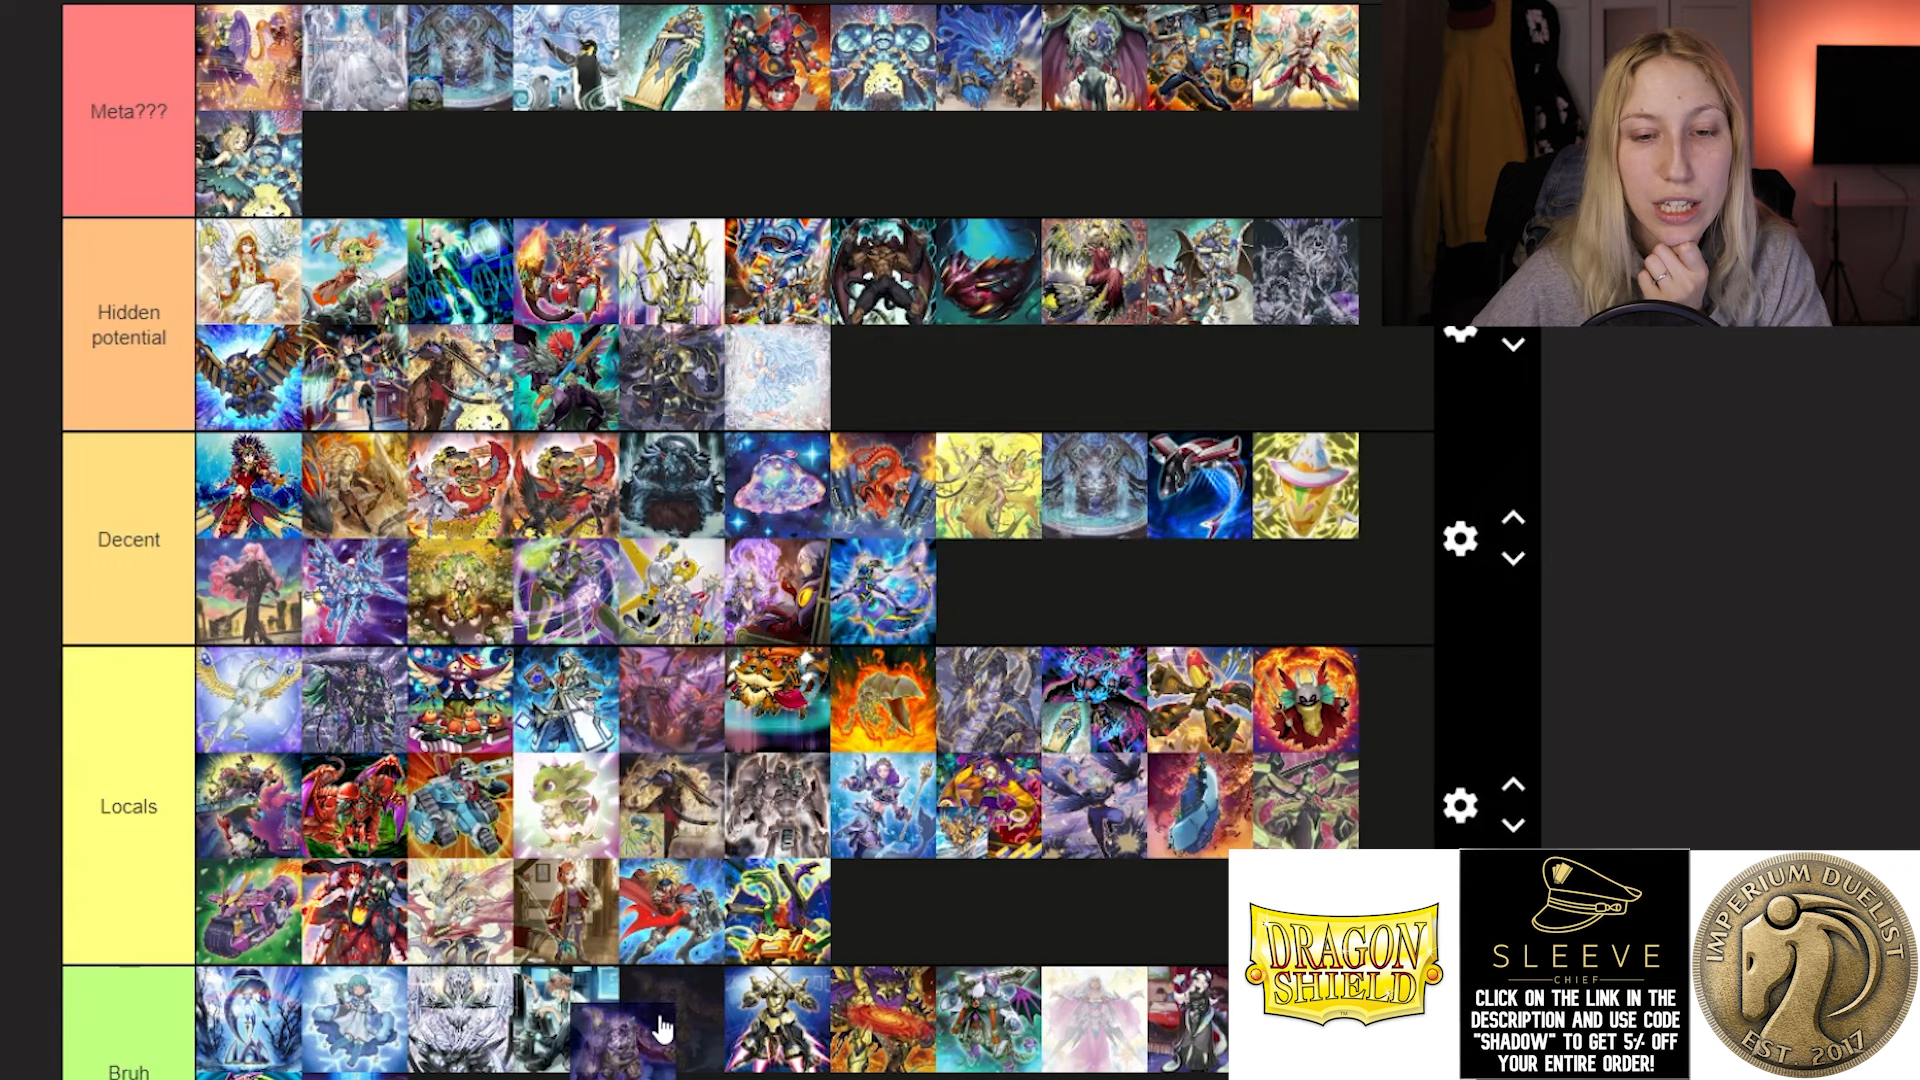 Meta???
Hidden
potential
Decent
Locals
Bruh
DRAGON
SHIELD
TM
SLEEVE
CHIEF
CLICK ON THE LINK IN THE
DESCRIPTION AND USE CODE
"SHADOW" TO GET 5% OFF
YOUR ENTIRE ORDER!
IMPERIUM DUELIST
EST. 2017